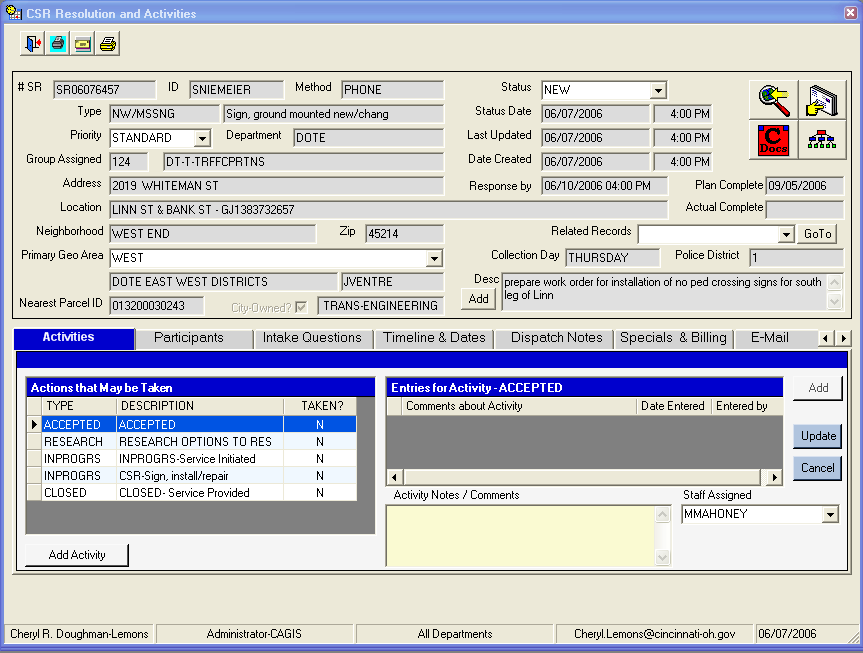 CSR Resolution and Activities
# SR SR06076457 ID SNIEMEIER Method PHONE Status NEW
Type NW/MSSNG Sign, ground mounted new/chang Status Date 06/07/2006 4:00 PM
Priority STANDARD Department DOTE Last Updated 06/07/2006 4:00 PM
C Docs
Group Assigned 124 DT-T-TRFFCPRTNS Date Created 06/07/2006 4:00 PM
Address 2019 WHITEMAN ST Response by 06/10/2006 04:00 PM Plan Complete 09/05/2006
Location LINN ST & BANK ST - GJ1383732657 Actual Complete
Neighborhood WEST END Zip 45214 Related Records GoTo
Primary Geo Area WEST Collection Day THURSDAY Police District 1
DOTE EAST WEST DISTRICTS JVENTRE Desc prepare work order for installation of no ped crossing signs for south
Nearest Parcel ID 013200030243 City-Owned? TRANS-ENGINEERING Add leg of Linn
Activities Participants Intake Questions Timeline & Dates Dispatch Notes Specials & Billing E-Mail
Actions that May be Taken Entries for Activity - ACCEPTED Add
TYPE DESCRIPTION TAKEN? Comments about Activity Date Entered Entered by
ACCEPTED ACCEPTED N
RESEARCH RESEARCH OPTIONS TO RES N Update
INPROGRS INPROGRS-Service Initiated N
INPROGRS CSR-Sign, install/repair N Cancel
CLOSED CLOSED- Service Provided N Activity Notes / Comments Staff Assigned
MMAHONEY
Add Activity
Cheryl R. Doughman-Lemons Administrator-CAGIS All Departments Cheryl.Lemons@cincinnati-oh.gov 06/07/2006